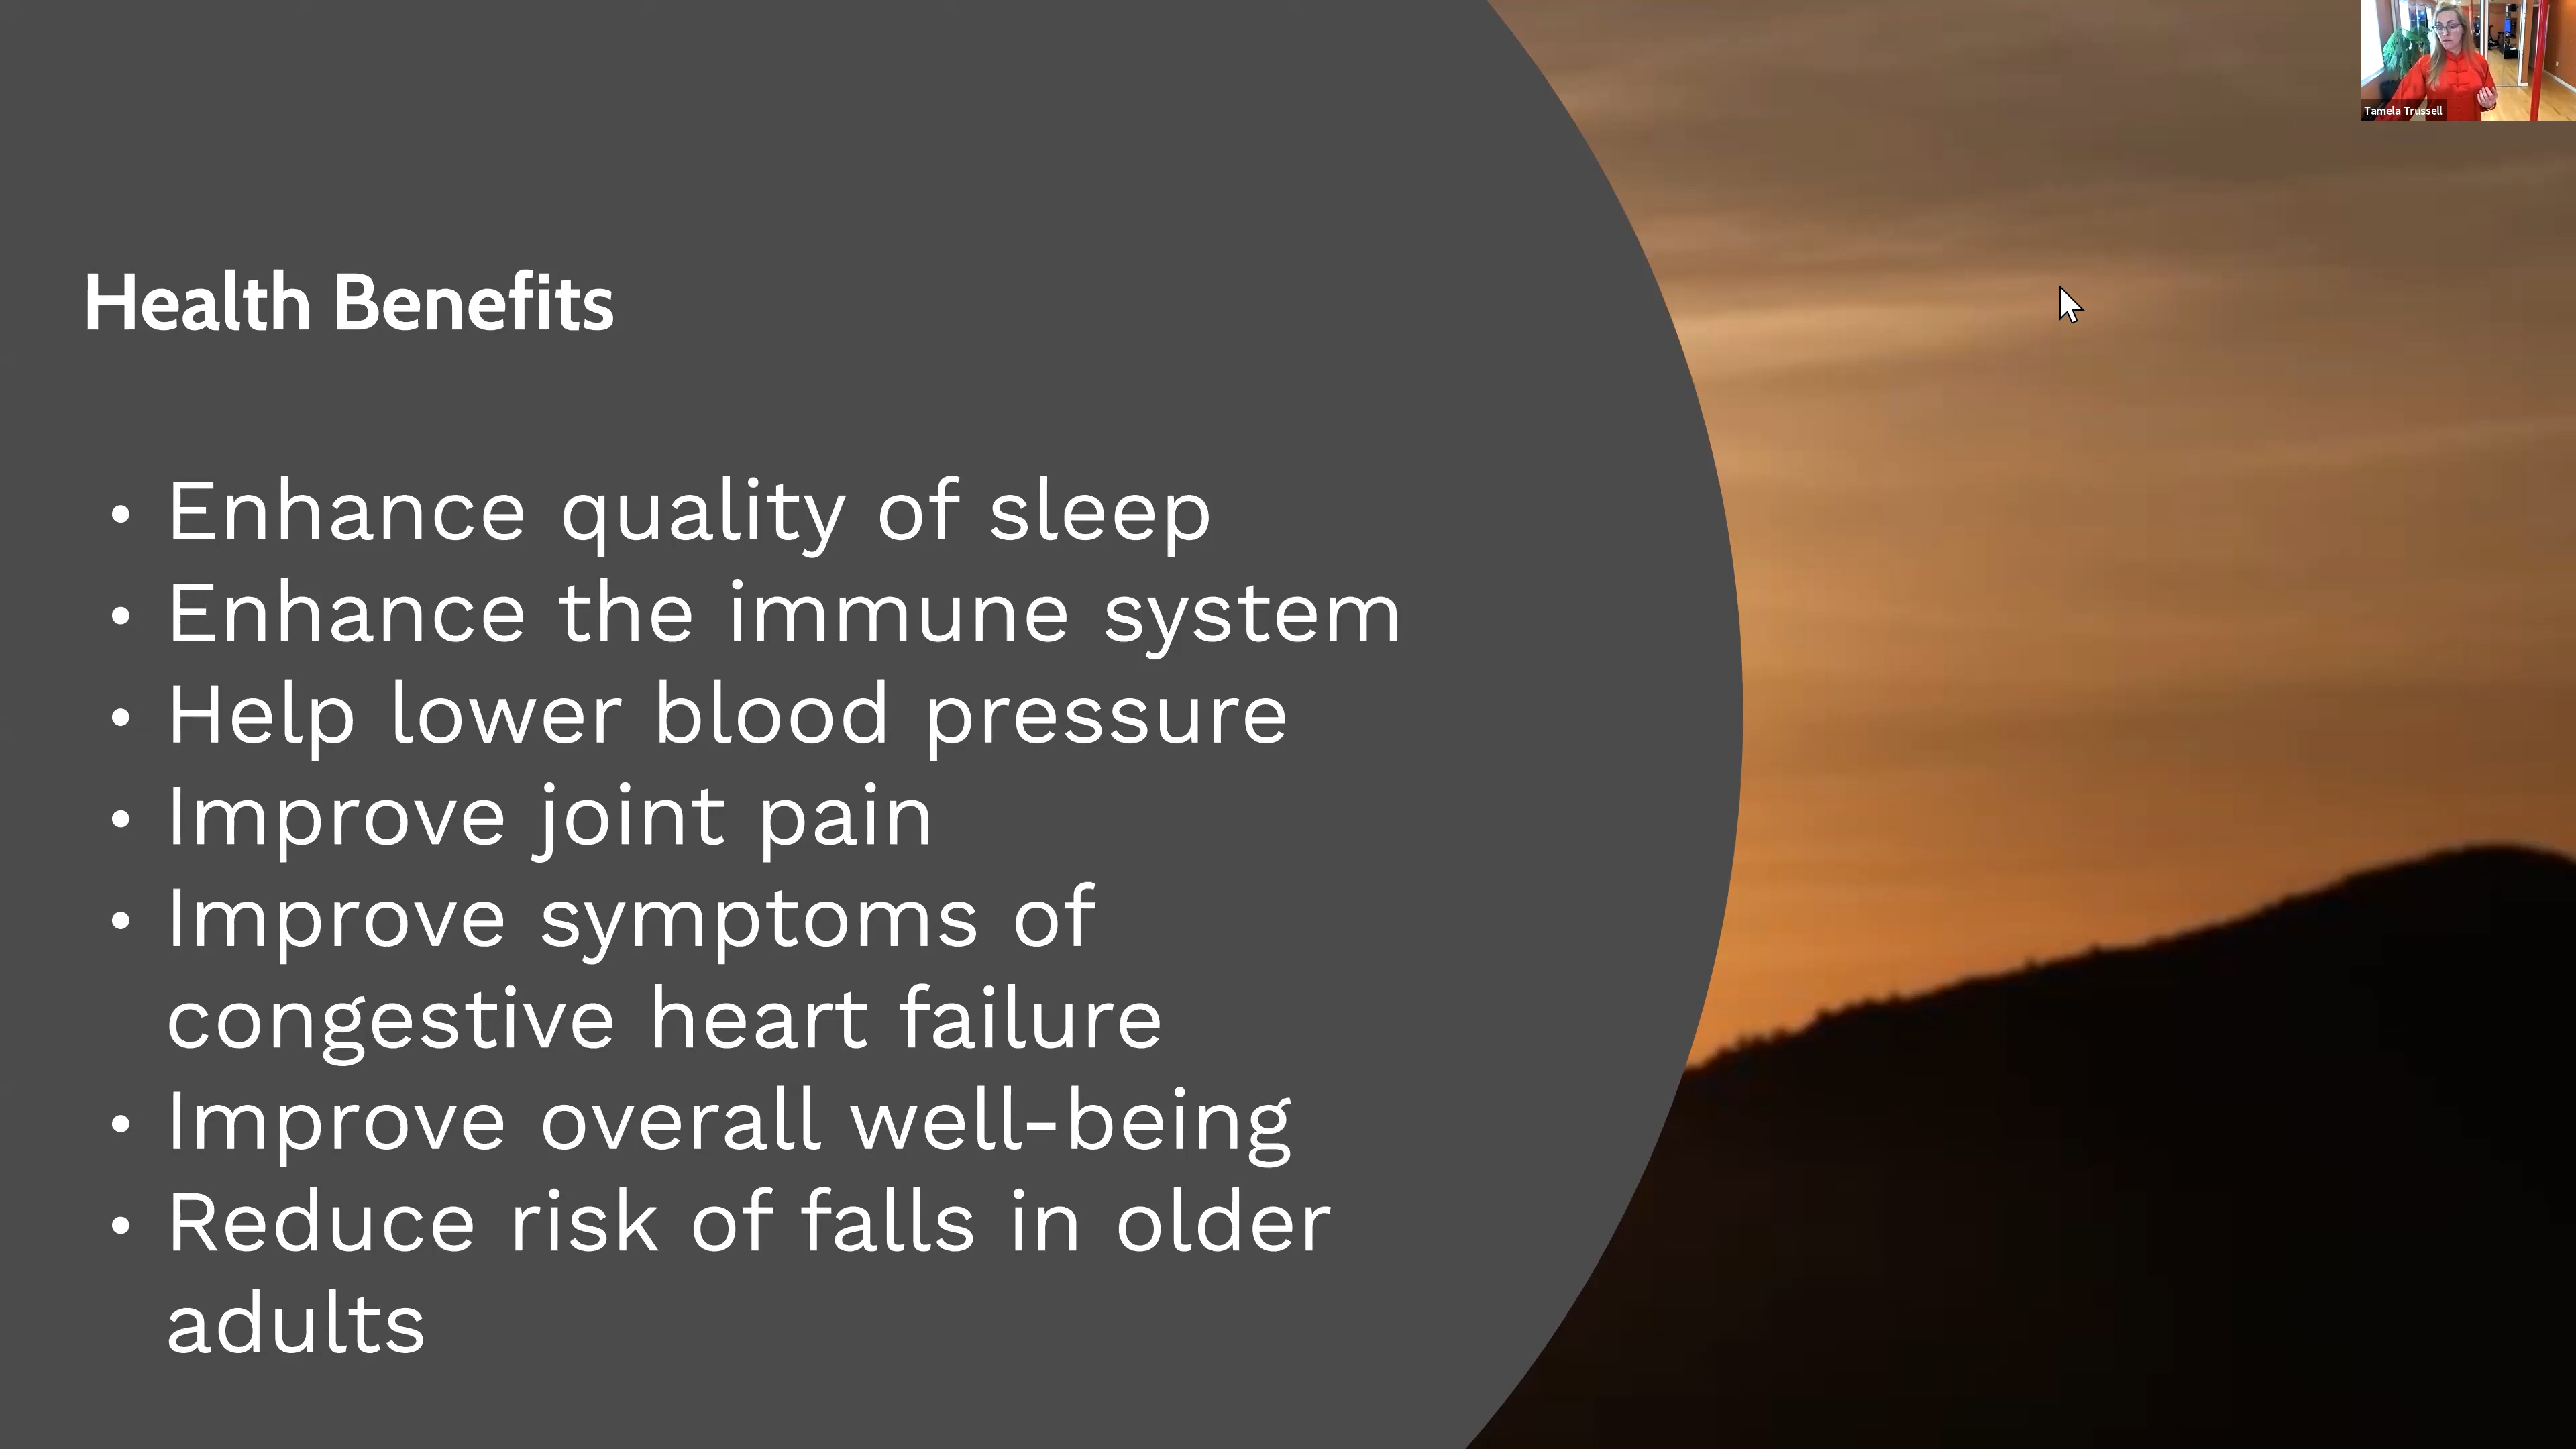 Tamela Trussell
Health Benefits
• Enhance quality of sleep
• Enhance the immune system
• Help lower blood pressure
• Improve joint pain
• Improve symptoms of
congestive heart failure
• Improve overall well-being
• Reduce risk of falls in older
adults